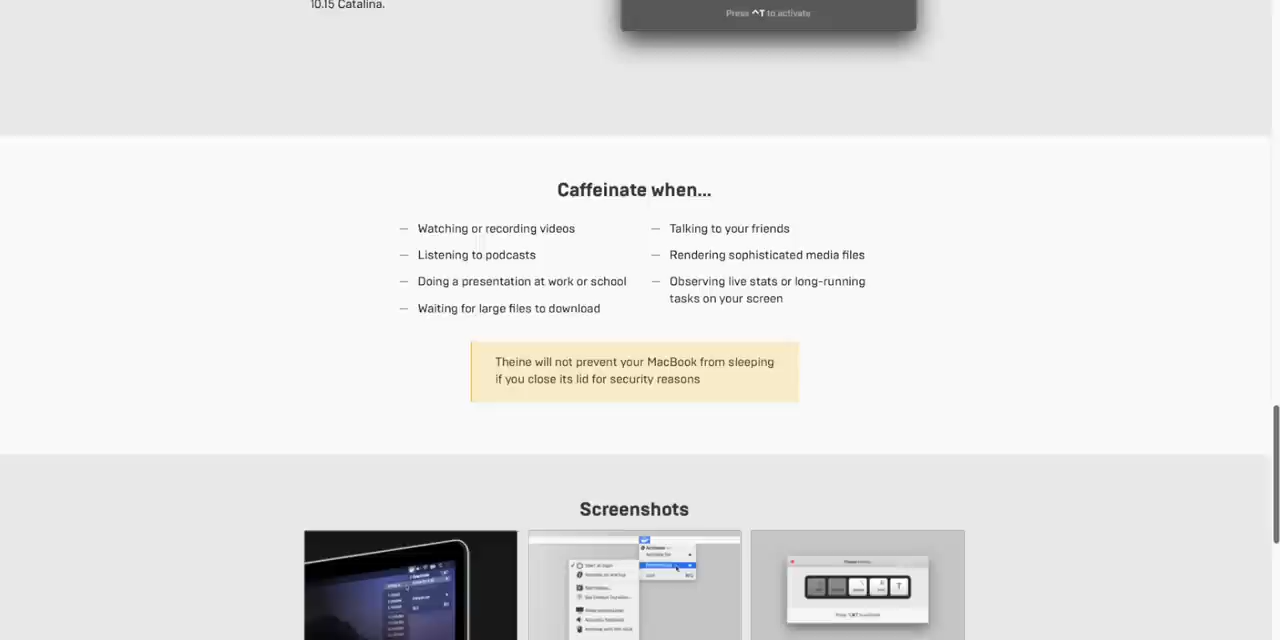 10.15 Catalina.
Press ^T to activate
Caffeinate when...
— Watching or recording videos
— Listening to podcasts
— Doing a presentation at work or school
— Waiting for large files to download
— Talking to your friends
— Rendering sophisticated media files
— Observing live stats or long-running
tasks on your screen
Theine will not prevent your MacBook from sleeping
if you close its lid for security reasons
Screenshots
T